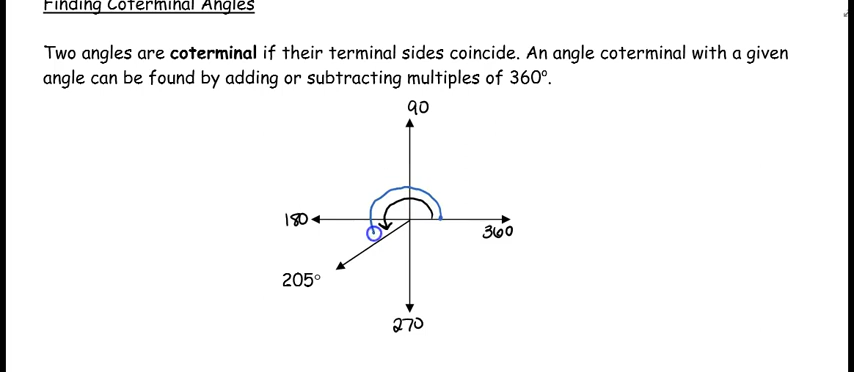 Finding Coterminal Angles
Two angles are coterminal if their terminal sides coincide. An angle coterminal with a given
angle can be found by adding or subtracting multiples of 360°.
90
180
360
205°
270